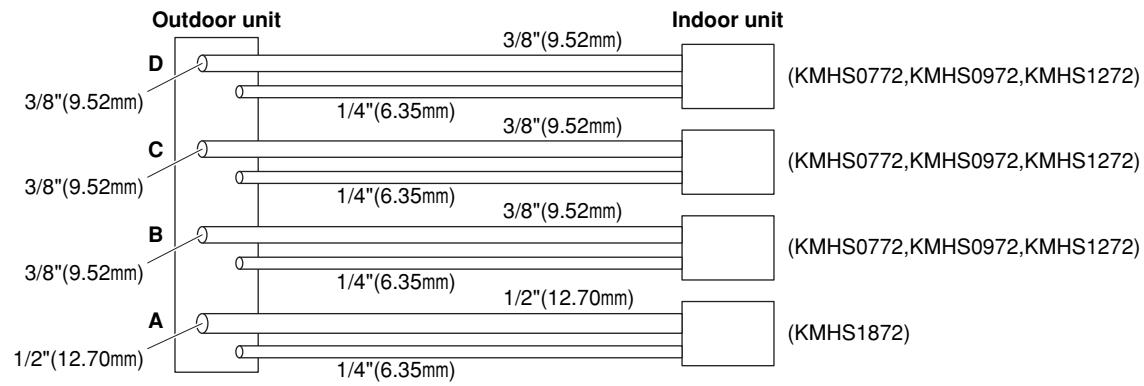 Outdoor unit
Indoor unit
3/8"(9.52mm)
D
(KMHS0772,KMHS0972,KMHS1272)
3/8"(9.52mm)
1/4"(6.35mm)
3/8"(9.52mm)
C
(KMHS0772,KMHS0972,KMHS1272)
3/8"(9.52mm)
1/4"(6.35mm)
3/8"(9.52mm)
B
(KMHS0772,KMHS0972,KMHS1272)
3/8"(9.52mm)
1/4"(6.35mm)
1/2"(12.70mm)
A
(KMHS1872)
1/2"(12.70mm)
1/4"(6.35mm)